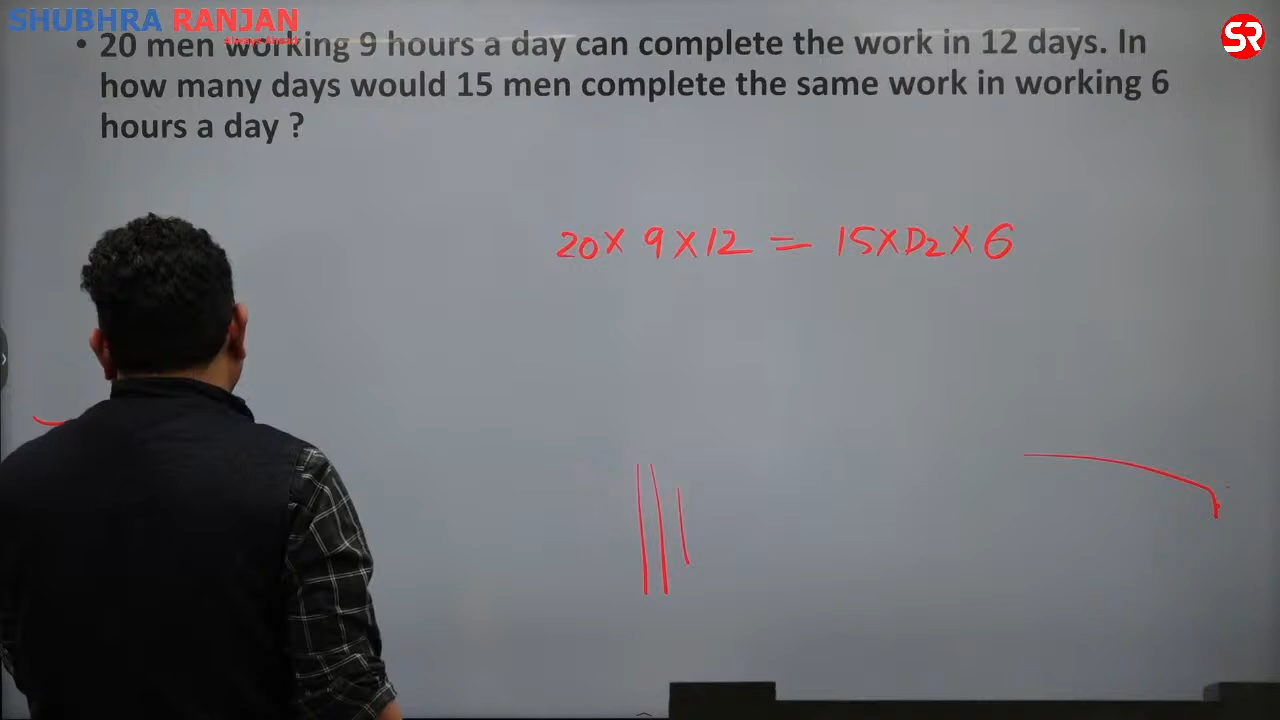 SHUBHRA RANJAN
SR
• 20 men working 9 hours a day can complete the work in 12 days. In
how many days would 15 men complete the same work in working 6
hours a day ?
20 × 9 × 12 = 15 × D₂ × 6